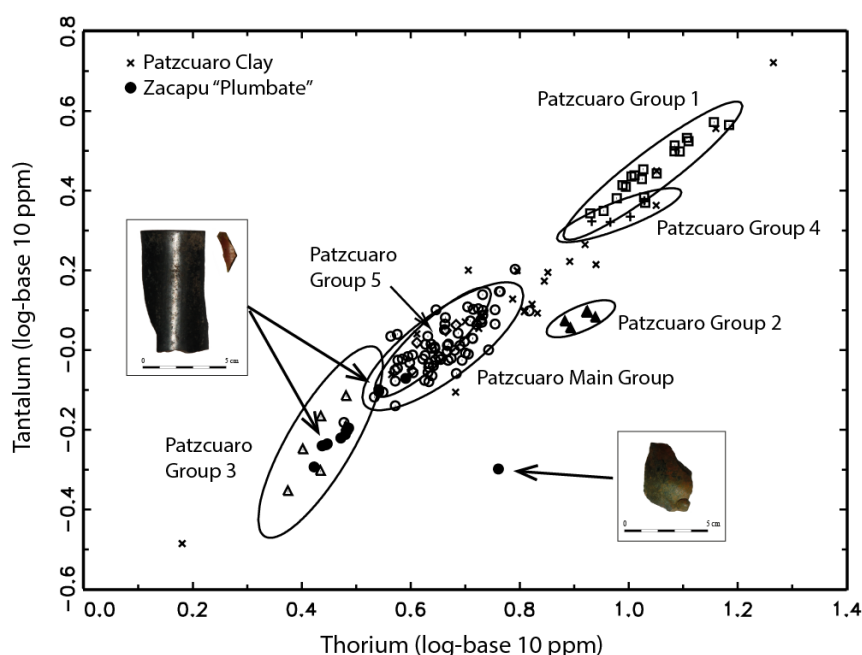 0.8
0.6
0.4
0.2
-0.0
-0.2
-0.4
-0.6
Tantalum (log-base 10 ppm)
Patzcuaro Clay
Zacapu “Plumbate”
Patzcuaro Group 1
Patzcuaro Group 4
Patzcuaro
Group 5
Patzcuaro Group 2
Patzcuaro Main Group
Patzcuaro
Group 3
0 5 cm
0 5 cm
0.0 0.2 0.4 0.6 0.8 1.0 1.2 1.4
Thorium (log-base 10 ppm)